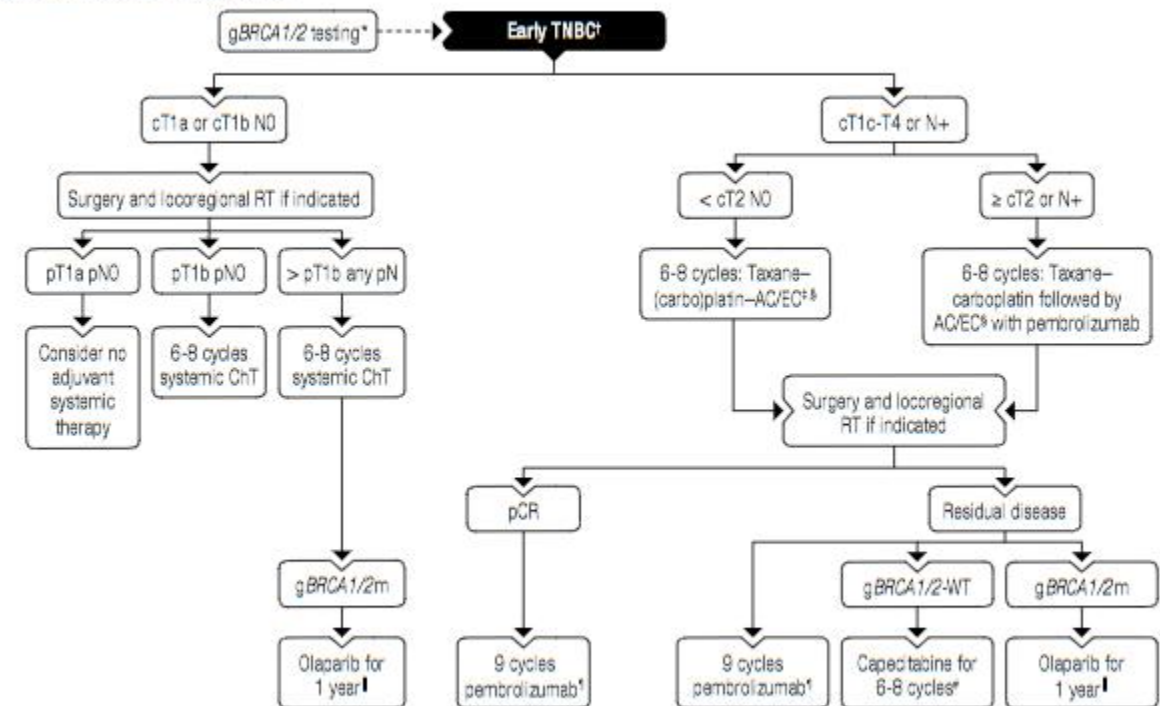 gBRCA1/2 testing*
Early TNBC†
cT1a or cT1b N0
cT1c-T4 or N+
Surgery and locoregional RT if indicated
< cT2 N0
≥ cT2 or N+
pT1a pN0
pT1b pN0
> pT1b any pN
6-8 cycles: Taxane–
(carbo)platin–AC/EC‡,§
6-8 cycles: Taxane–
carboplatin followed by
AC/EC§ with pembrolizumab
Consider no
adjuvant
systemic
therapy
6-8 cycles
systemic ChT
6-8 cycles
systemic ChT
Surgery and locoregional
RT if indicated
pCR
Residual disease
gBRCA1/2m
gBRCA1/2-WT
gBRCA1/2m
Olaparib for
1 year‖
9 cycles
pembrolizumab¶
9 cycles
pembrolizumab¶
Capecitabine for
6-8 cycles#
Olaparib for
1 year‖